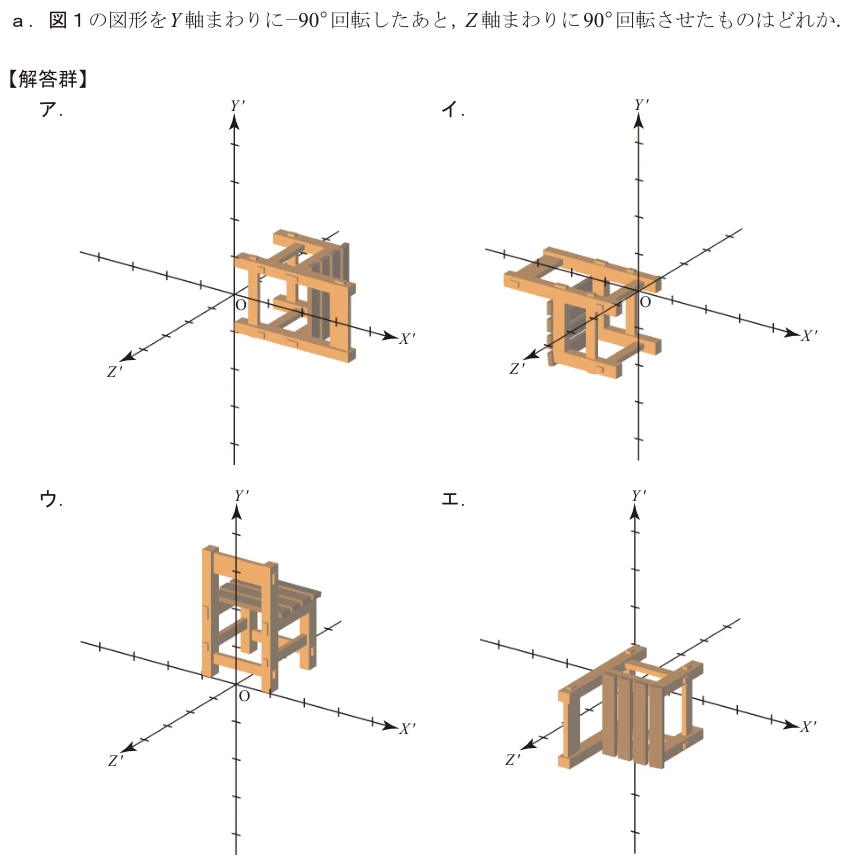 a．図1の図形をY軸まわりに−90°回転したあと, Z軸まわりに90°回転させたものはどれか.
【解答群】
ア.
イ.
Y′
Y′
O
O
X′
X′
Z′
Z′
ウ.
エ.
Y′
Y′
O
X′
X′
Z′
Z′